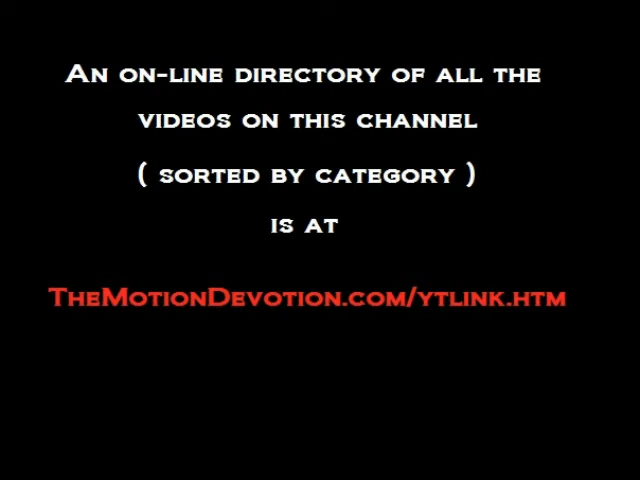 An on-line directory of all the
videos on this channel
( sorted by category )
is at
TheMotionDevotion.com/ytlink.htm